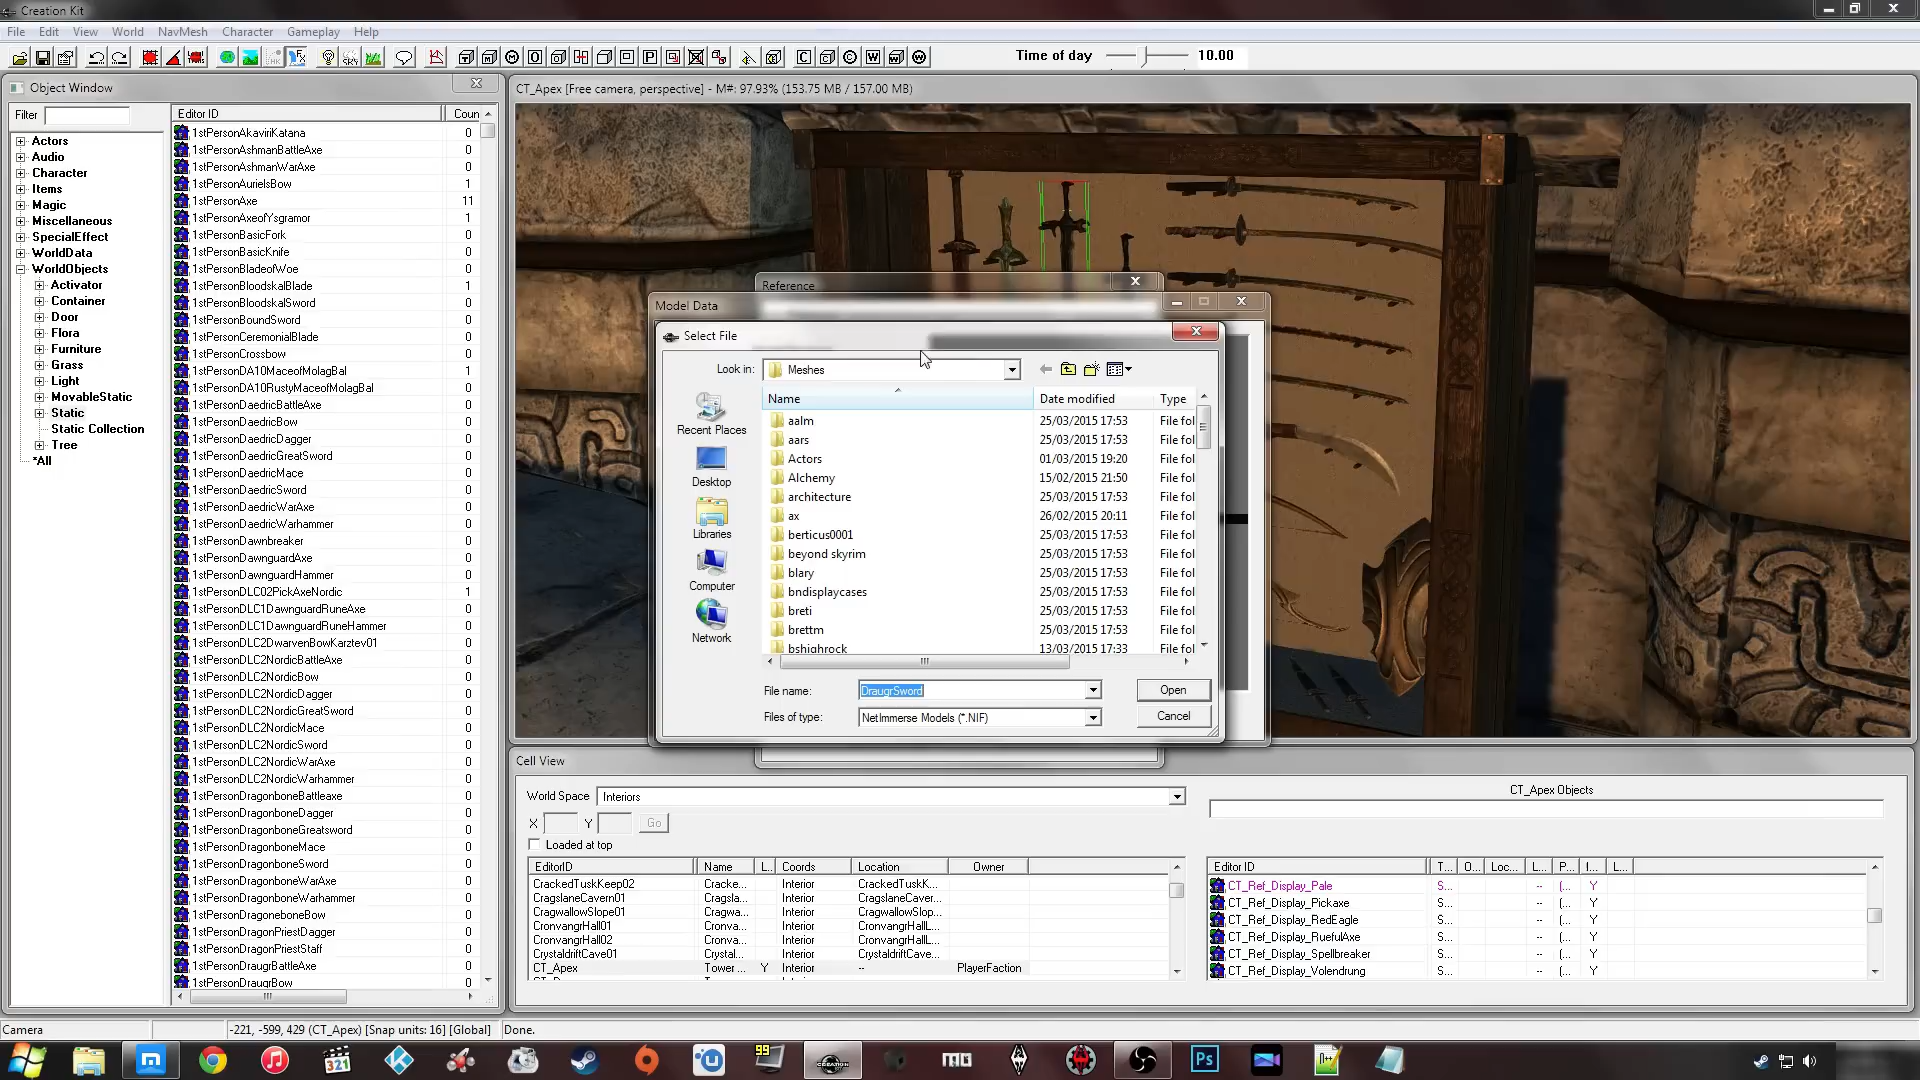 Creation Kit
File Edit View World NavMesh Character Gameplay Help
Time of day 10.00
Object Window
Filter
Actors
Audio
Character
Items
Magic
Miscellaneous
SpecialEffect
WorldData
WorldObjects
Activator
Container
Door
Flora
Furniture
Grass
Light
MovableStatic
Static
Static Collection
Tree
*All
Editor ID Coun
1stPersonAkaviriKatana 0
1stPersonAshmanBattleAxe 0
1stPersonAshmanWarAxe 0
1stPersonAurielsBow 1
1stPersonAxe 11
1stPersonAxeofYsgramor 1
1stPersonBasicFork 0
1stPersonBasicKnife 0
1stPersonBladeofWoe 0
1stPersonBloodskalBlade 1
1stPersonBloodskalSword 0
1stPersonBoundSword 0
1stPersonCeremonialBlade 0
1stPersonCrossbow 0
1stPersonDA10MaceofMolagBal 1
1stPersonDA10RustyMaceofMolagBal 0
1stPersonDaedricBattleAxe 0
1stPersonDaedricBow 0
1stPersonDaedricDagger 0
1stPersonDaedricGreatSword 0
1stPersonDaedricMace 0
1stPersonDaedricSword 0
1stPersonDaedricWarAxe 0
1stPersonDaedricWarhammer 0
1stPersonDawnbreaker 0
1stPersonDawnguardAxe 0
1stPersonDawnguardHammer 0
1stPersonDLC02PickAxeNordic 1
1stPersonDLC1DawnguardRuneAxe 0
1stPersonDLC1DawnguardRuneHammer 0
1stPersonDLC2DwarvenBowKarztev01 0
1stPersonDLC2NordicBattleAxe 0
1stPersonDLC2NordicBow 0
1stPersonDLC2NordicDagger 0
1stPersonDLC2NordicGreatSword 0
1stPersonDLC2NordicMace 0
1stPersonDLC2NordicSword 0
1stPersonDLC2NordicWarAxe 0
1stPersonDLC2NordicWarhammer 0
1stPersonDragonboneBattleaxe 0
1stPersonDragonboneDagger 0
1stPersonDragonboneGreatsword 0
1stPersonDragonboneMace 0
1stPersonDragonboneSword 0
1stPersonDragonboneWarAxe 0
1stPersonDragonboneWarhammer 0
1stPersonDragoneboneBow 0
1stPersonDragonPriestDagger 0
1stPersonDragonPriestStaff 0
1stPersonDraugrBattleAxe 0
1stPersonDraugrBow 0
CT_Apex [Free camera, perspective] - M#: 97.93% (153.75 MB / 157.00 MB)
Reference
Model Data
Select File
Look in: Meshes
Recent Places
Desktop
Libraries
Computer
Network
Name Date modified Type
aalm 25/03/2015 17:53 File fol
aars 25/03/2015 17:53 File fol
Actors 01/03/2015 19:20 File fol
Alchemy 15/02/2015 21:50 File fol
architecture 25/03/2015 17:53 File fol
ax 26/02/2015 20:11 File fol
berticus0001 25/03/2015 17:53 File fol
beyond skyrim 25/03/2015 17:53 File fol
blary 25/03/2015 17:53 File fol
bndisplaycases 25/03/2015 17:53 File fol
breti 25/03/2015 17:53 File fol
brettm 25/03/2015 17:53 File fol
bshighrock 13/03/2015 17:33 File fol
File name: DraugrSword Open
Files of type: NetImmerse Models (*.NIF) Cancel
Cell View
World Space Interiors
X Y Go
Loaded at top
EditorID Name L.. Coords Location Owner
CrackedTuskKeep02 Cracke... Interior CrackedTuskK...
CragslaneCavern01 Cragsla... Interior CragslaneCaver...
CragwallowSlope01 Cragwa... Interior CragwallowSlop...
CronvangrHall01 Cronva... Interior CronvangrHallL...
CronvangrHall02 Cronva... Interior CronvangrHallL...
CrystaldriftCave01 Crystal... Interior CrystaldriftCave...
CT_Apex Tower ... Y Interior -- PlayerFaction
CT_Apex Objects
Editor ID T... O... Loc... L... P... I... L...
CT_Ref_Display_Pale S... -- (... Y
CT_Ref_Display_Pickaxe S... -- (... Y
CT_Ref_Display_RedEagle S... -- (... Y
CT_Ref_Display_RuefulAxe S... -- (... Y
CT_Ref_Display_Spellbreaker S... -- (... Y
CT_Ref_Display_Volendrung S... -- (... Y
Camera -221, -599, 429 (CT_Apex) [Snap units: 16] [Global] Done.
321
99
CREATION
Ps